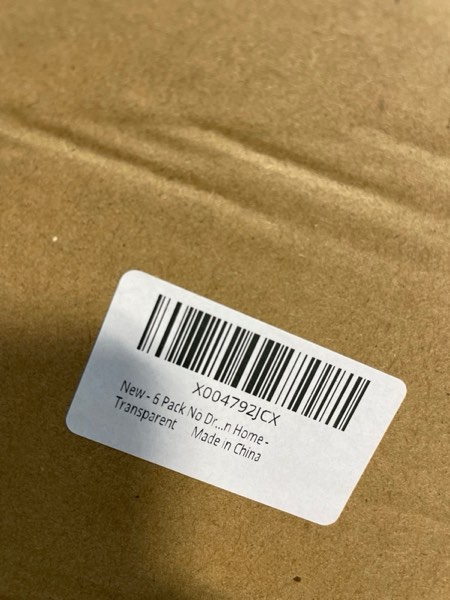 X004792JCX
New - 6 Pack No Dr...n Home -
Transparent Made in China